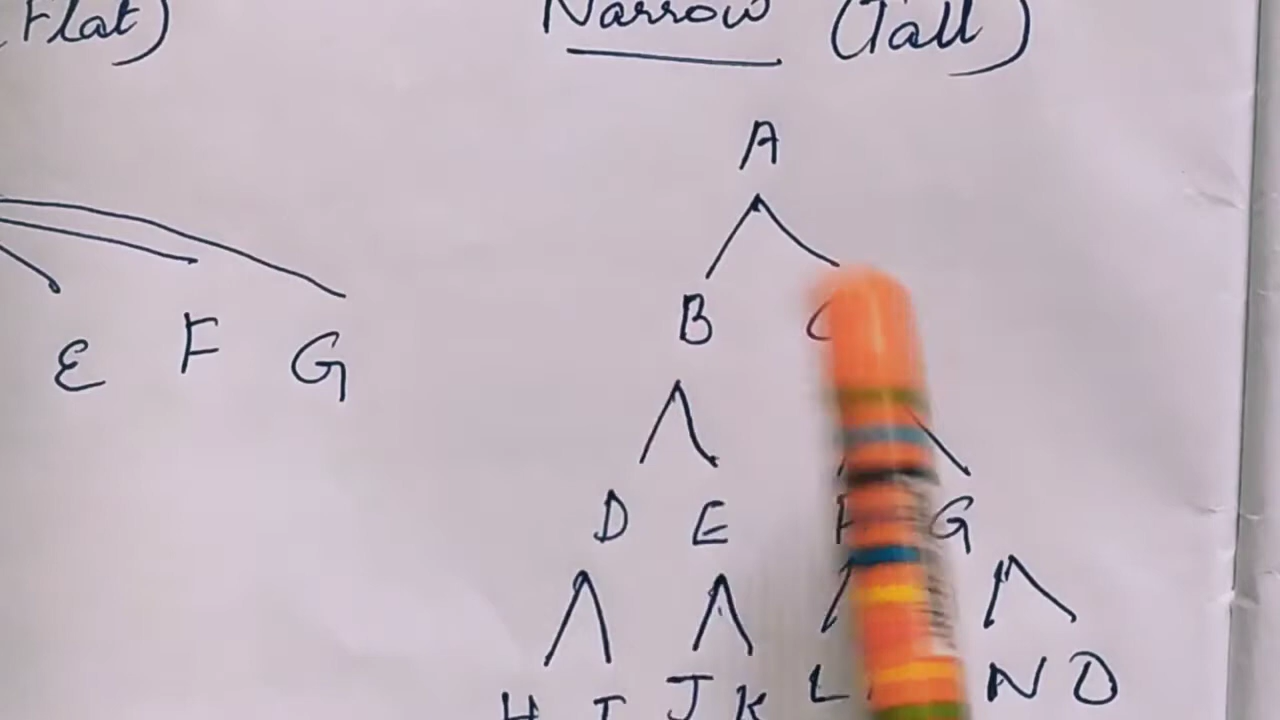 (Flat) Narrow (Tall)
A
B C
E F G
D E F G
H I J K L N O